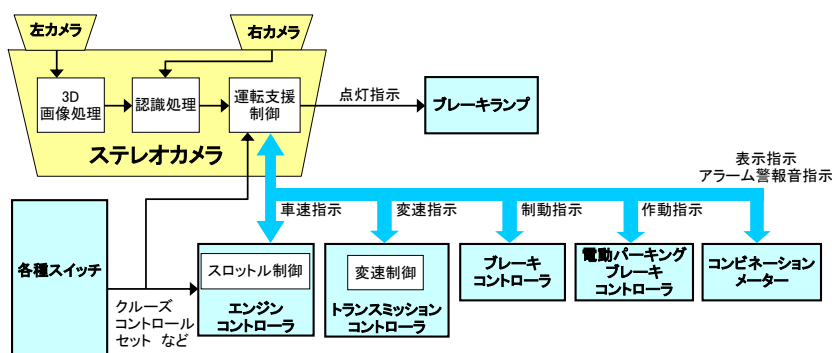 左カメラ
右カメラ
3D
画像処理
認識処理
運転支援
制御
ステレオカメラ
点灯指示
ブレーキランプ
表示指示
アラーム警報音指示
車速指示
変速指示
制動指示
作動指示
各種スイッチ
クルーズ
コントロール
セット など
スロットル制御
エンジン
コントローラ
変速制御
トランスミッション
コントローラ
ブレーキ
コントローラ
電動パーキング
ブレーキ
コントローラ
コンビネーション
メーター